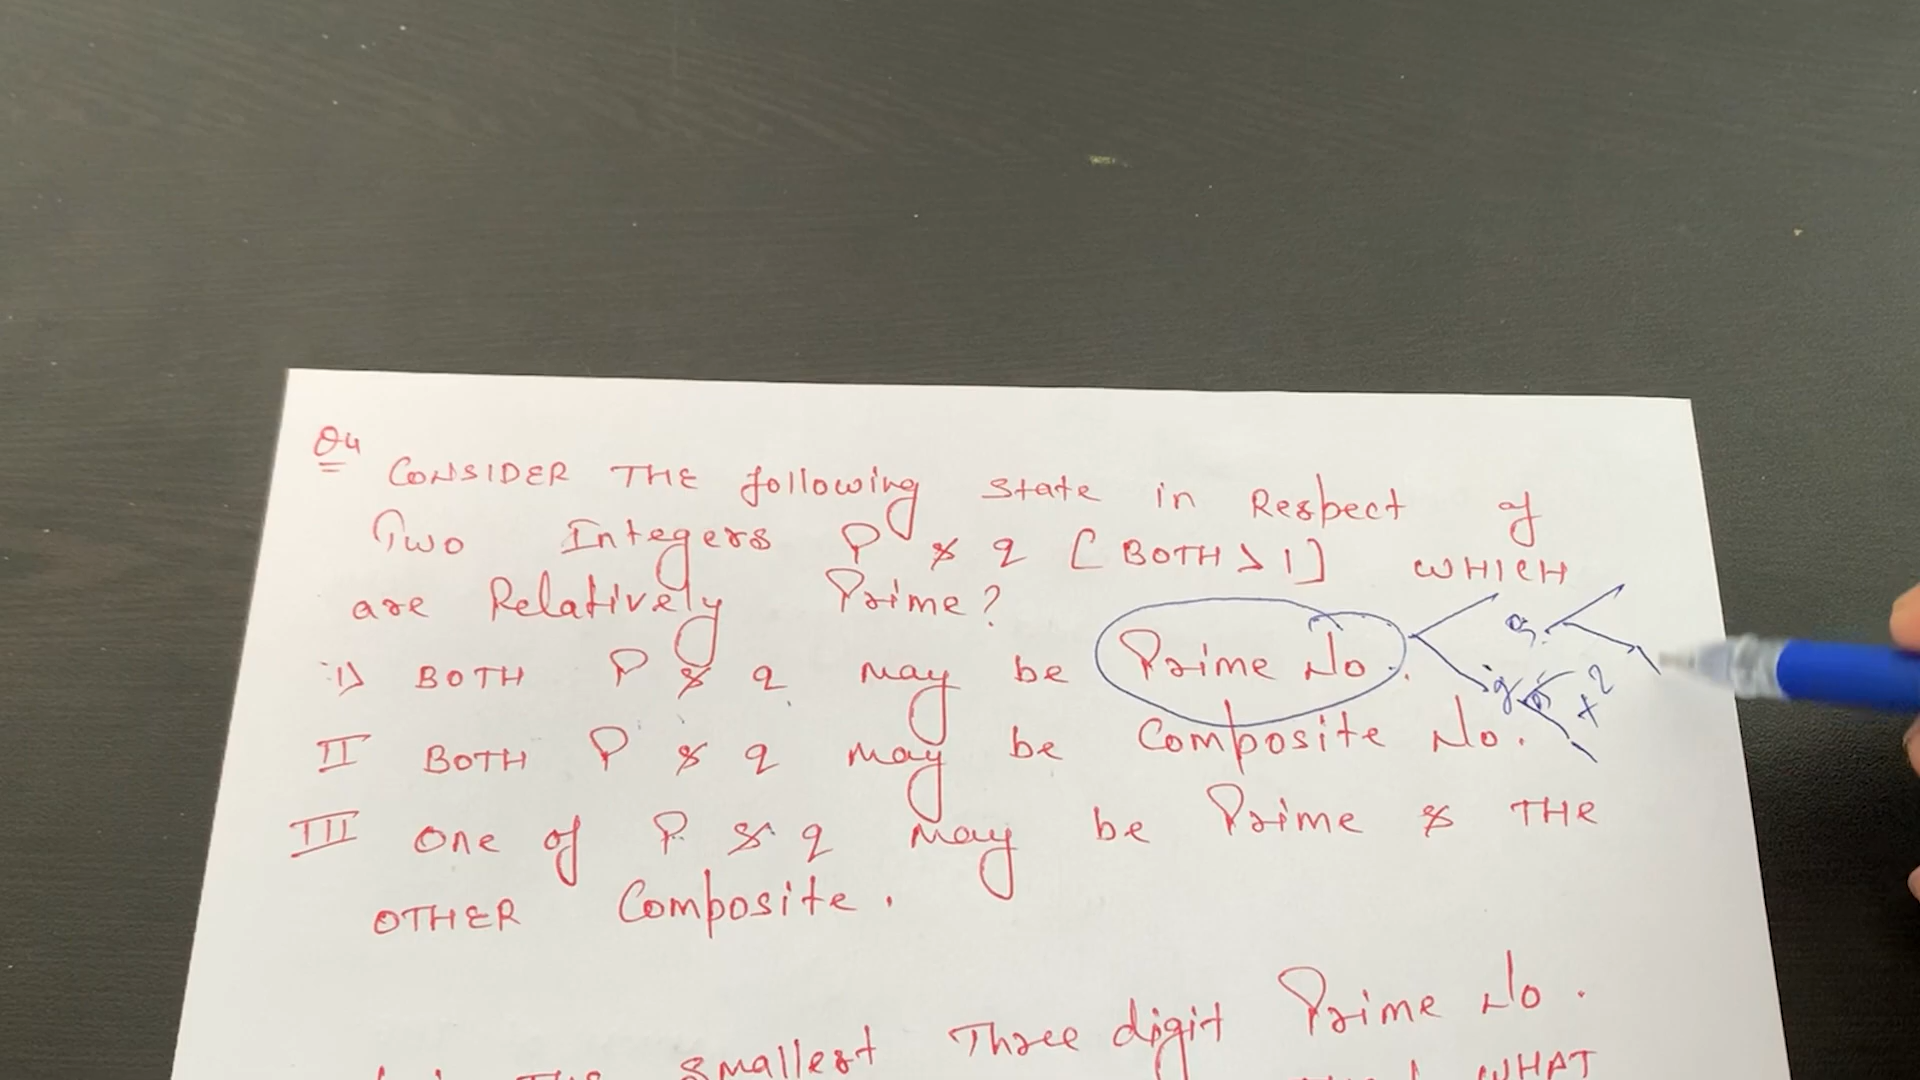 Q4
CONSIDER THE following state in Respect of
Two Integers P & q [BOTH > 1] WHICH
are Relatively Prime?
i) BOTH P & q may be Prime No.
II BOTH P & q may be Composite No.
III One of P & q may be Prime & THE
OTHER Composite.
THE smallest Three digit Prime No.
WHAT